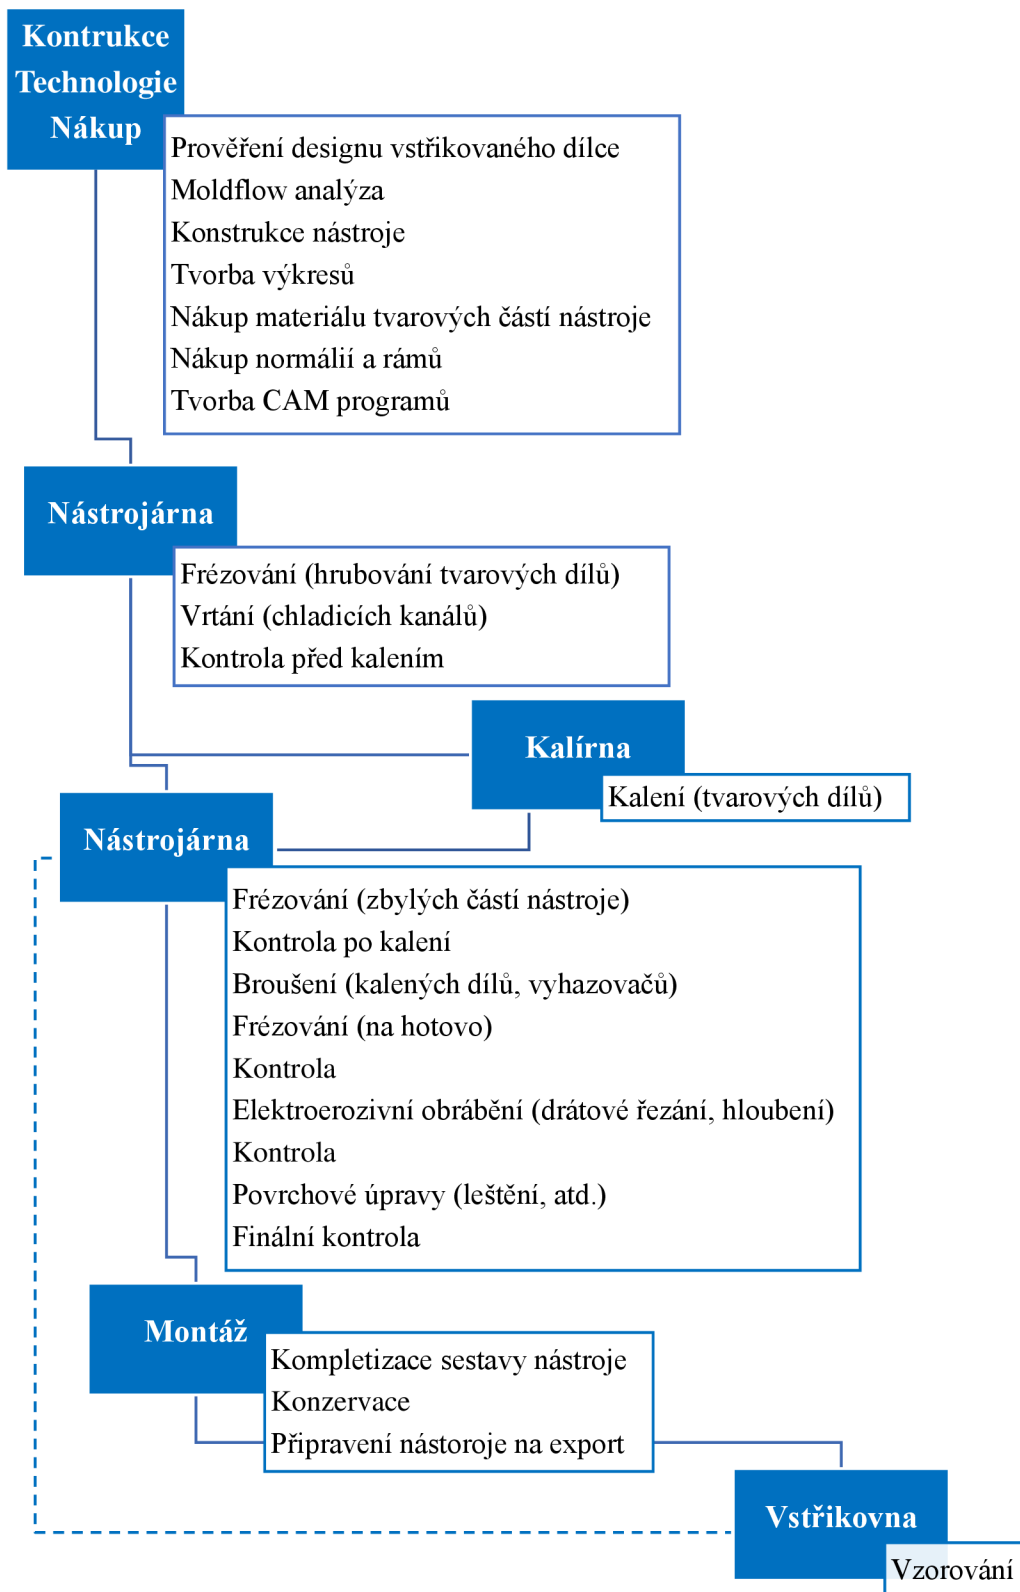 Kontrukce
Technologie
Nákup
Prověření designu vstřikovaného dílce
Moldflow analýza
Konstrukce nástroje
Tvorba výkresů
Nákup materiálu tvarových částí nástroje
Nákup normálií a rámů
Tvorba CAM programů
Nástrojárna
Frézování (hrubování tvarových dílů)
Vrtání (chladicích kanálů)
Kontrola před kalením
Kalírna
Kalení (tvarových dílů)
Nástrojárna
Frézování (zbylých částí nástroje)
Kontrola po kalení
Broušení (kalených dílů, vyhazovačů)
Frézování (na hotovo)
Kontrola
Elektroerozivní obrábění (drátové řezání, hloubení)
Kontrola
Povrchové úpravy (leštění, atd.)
Finální kontrola
Montáž
Kompletizace sestavy nástroje
Konzervace
Připravení nástoroje na export
Vstřikovna
Vzorování